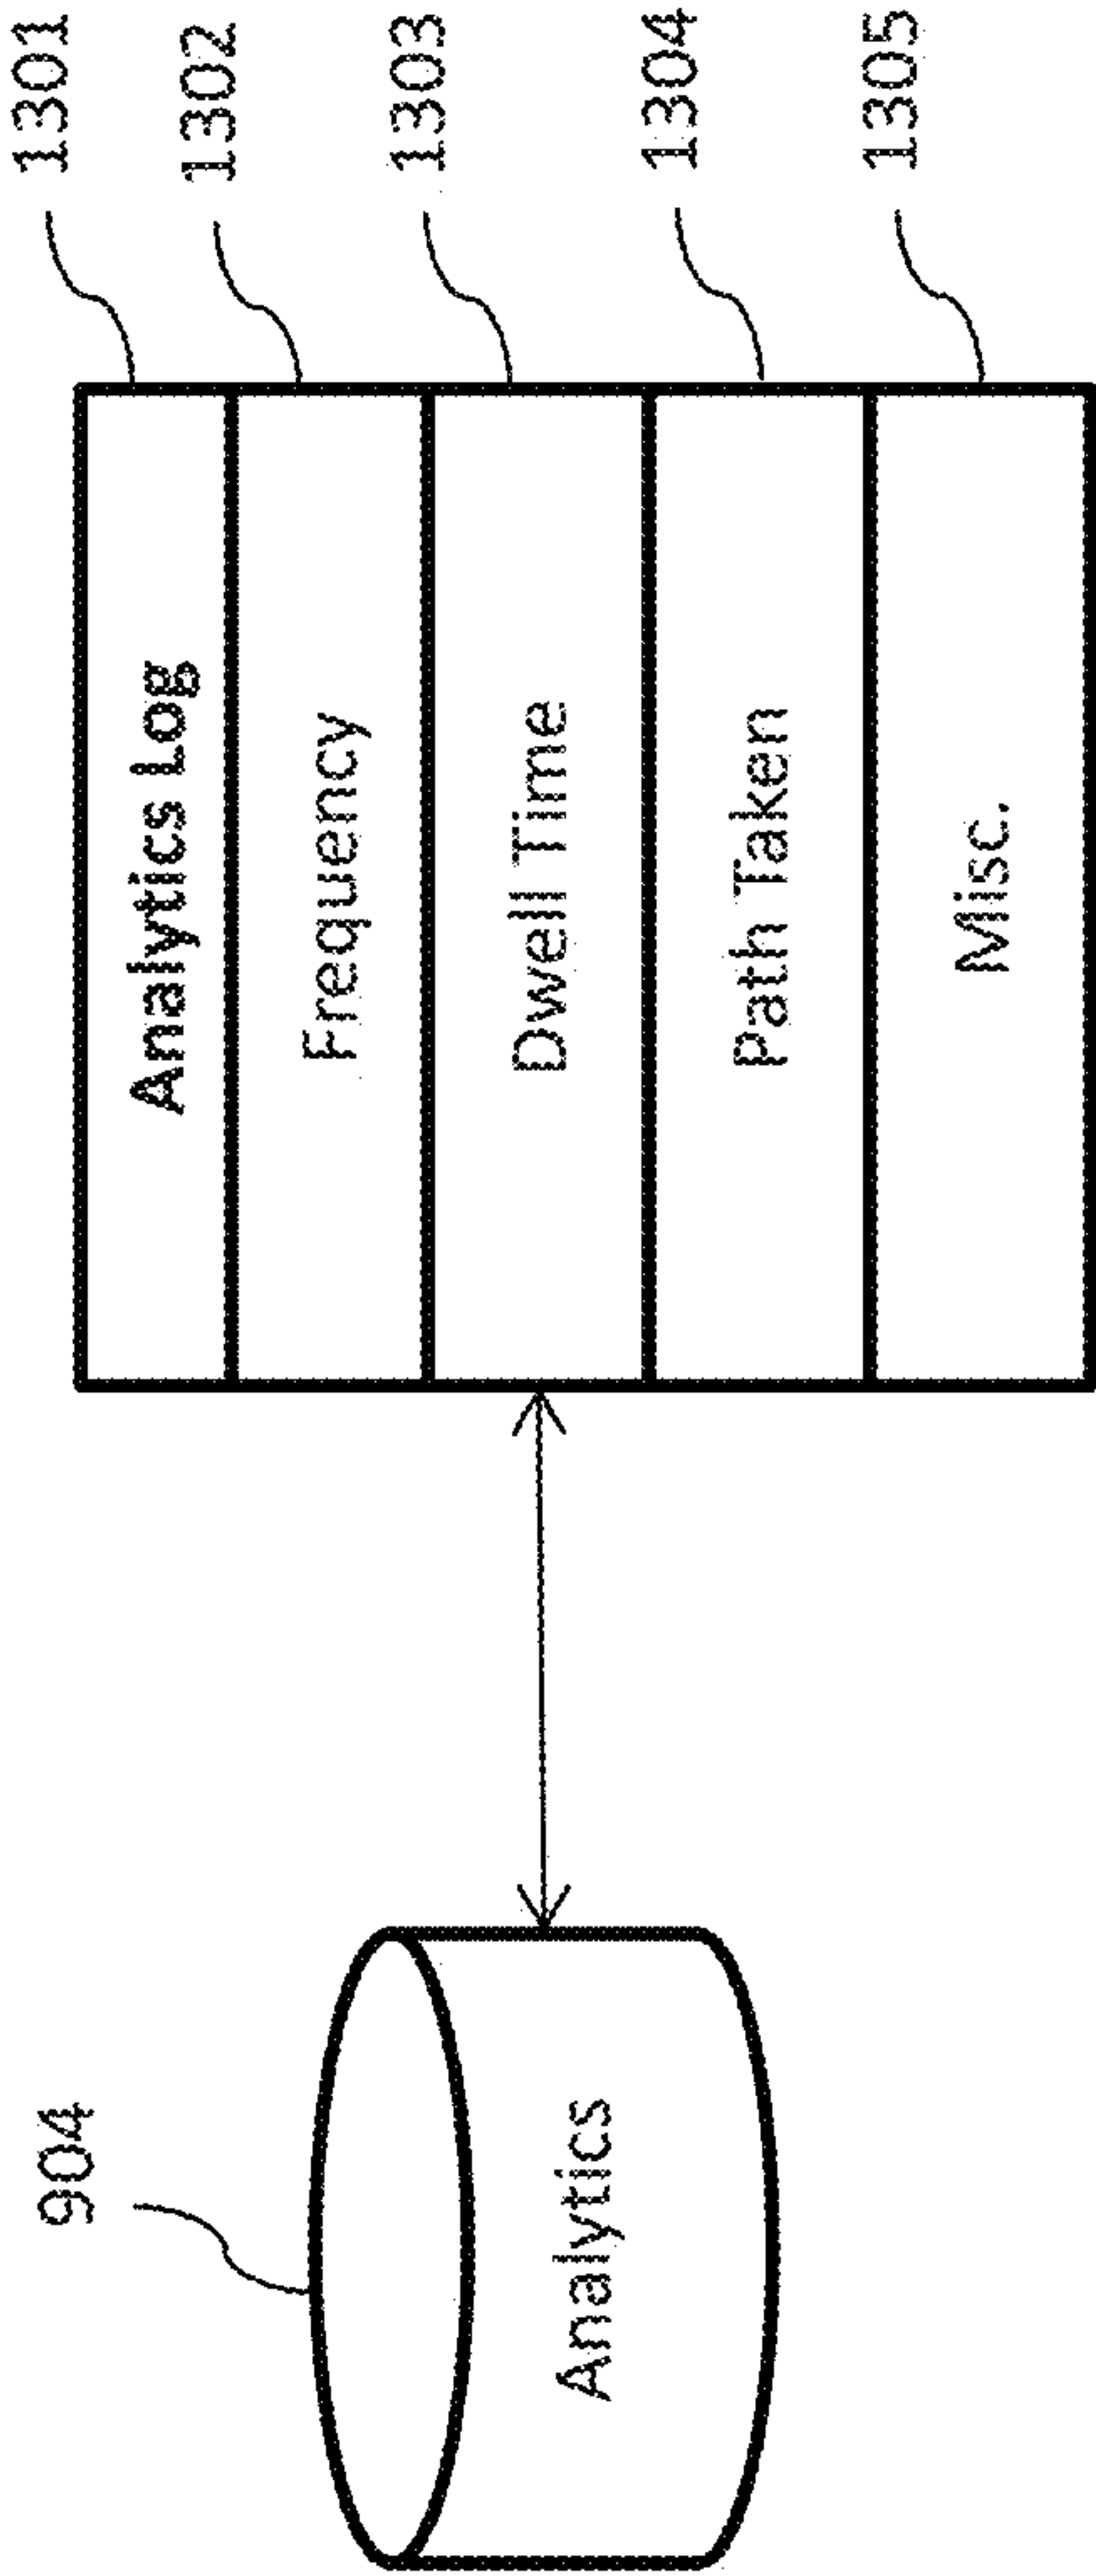 904
Analytics
Analytics Log
1301
Frequency
1302
Dwell Time
1303
Path Taken
1304
Misc.
1305